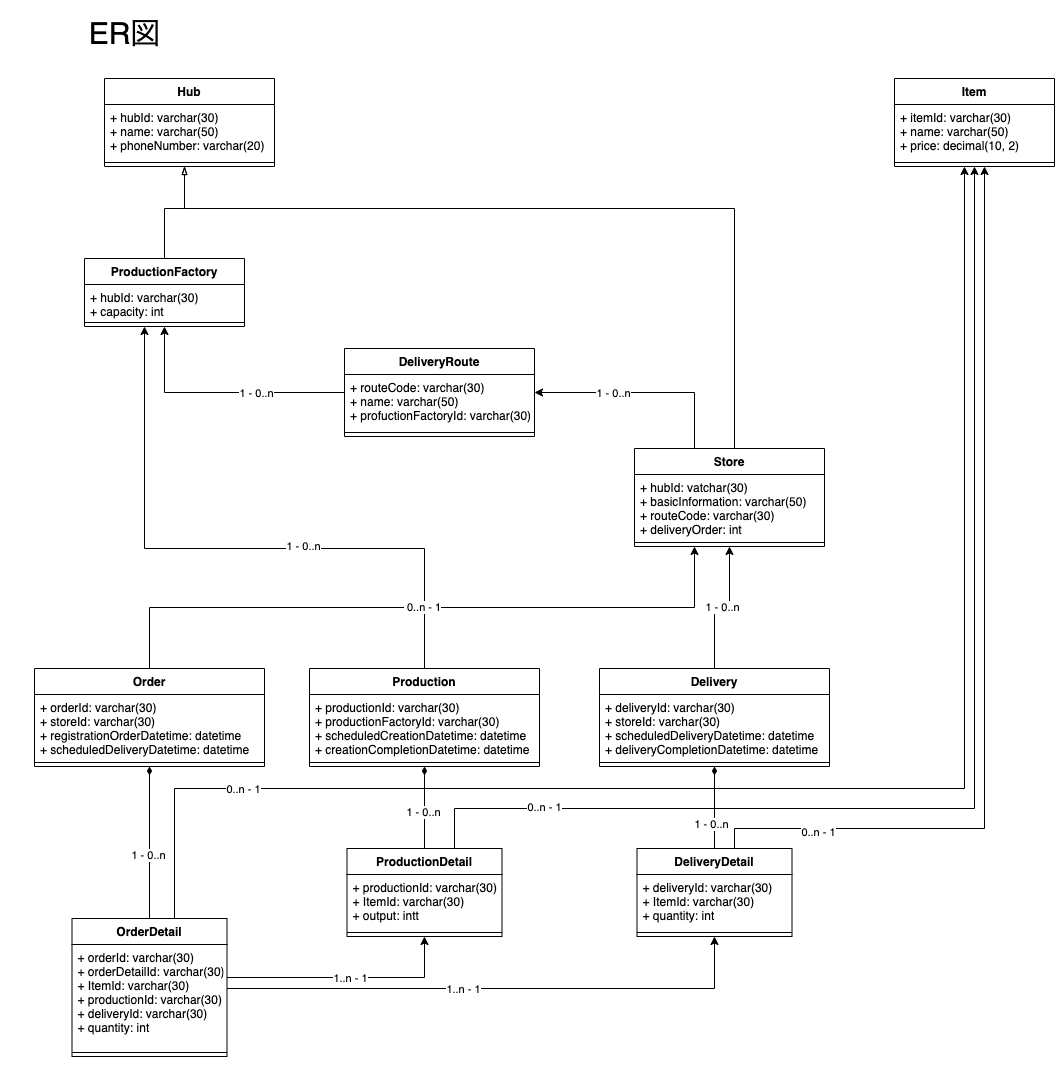 ER図
Hub
+ hubId: varchar(30)
+ name: varchar(50)
+ phoneNumber: varchar(20)
Item
+ itemId: varchar(30)
+ name: varchar(50)
+ price: decimal(10, 2)
ProductionFactory
+ hubId: varchar(30)
+ capacity: int
DeliveryRoute
+ routeCode: varchar(30)
+ name: varchar(50)
+ profuctionFactoryId: varchar(30)
1 - 0..n
1 - 0..n
Store
+ hubId: vatchar(30)
+ basicInformation: varchar(50)
+ routeCode: varchar(30)
+ deliveryOrder: int
1 - 0..n
0..n - 1
1 - 0..n
Order
+ orderId: varchar(30)
+ storeId: varchar(30)
+ registrationOrderDatetime: datetime
+ scheduledDeliveryDatetime: datetime
Production
+ productionId: varchar(30)
+ productionFactoryId: varchar(30)
+ scheduledCreationDatetime: datetime
+ creationCompletionDatetime: datetime
Delivery
+ deliveryId: varchar(30)
+ storeId: varchar(30)
+ scheduledDeliveryDatetime: datetime
+ deliveryCompletionDatetime: datetime
0..n - 1
1 - 0..n
0..n - 1
1 - 0..n
0..n - 1
1 - 0..n
ProductionDetail
+ productionId: varchar(30)
+ ItemId: varchar(30)
+ output: intt
DeliveryDetail
+ deliveryId: varchar(30)
+ ItemId: varchar(30)
+ quantity: int
OrderDetail
+ orderId: varchar(30)
+ orderDetailId: varchar(30)
+ ItemId: varchar(30)
+ productionId: varchar(30)
+ deliveryId: varchar(30)
+ quantity: int
1..n - 1
1..n - 1